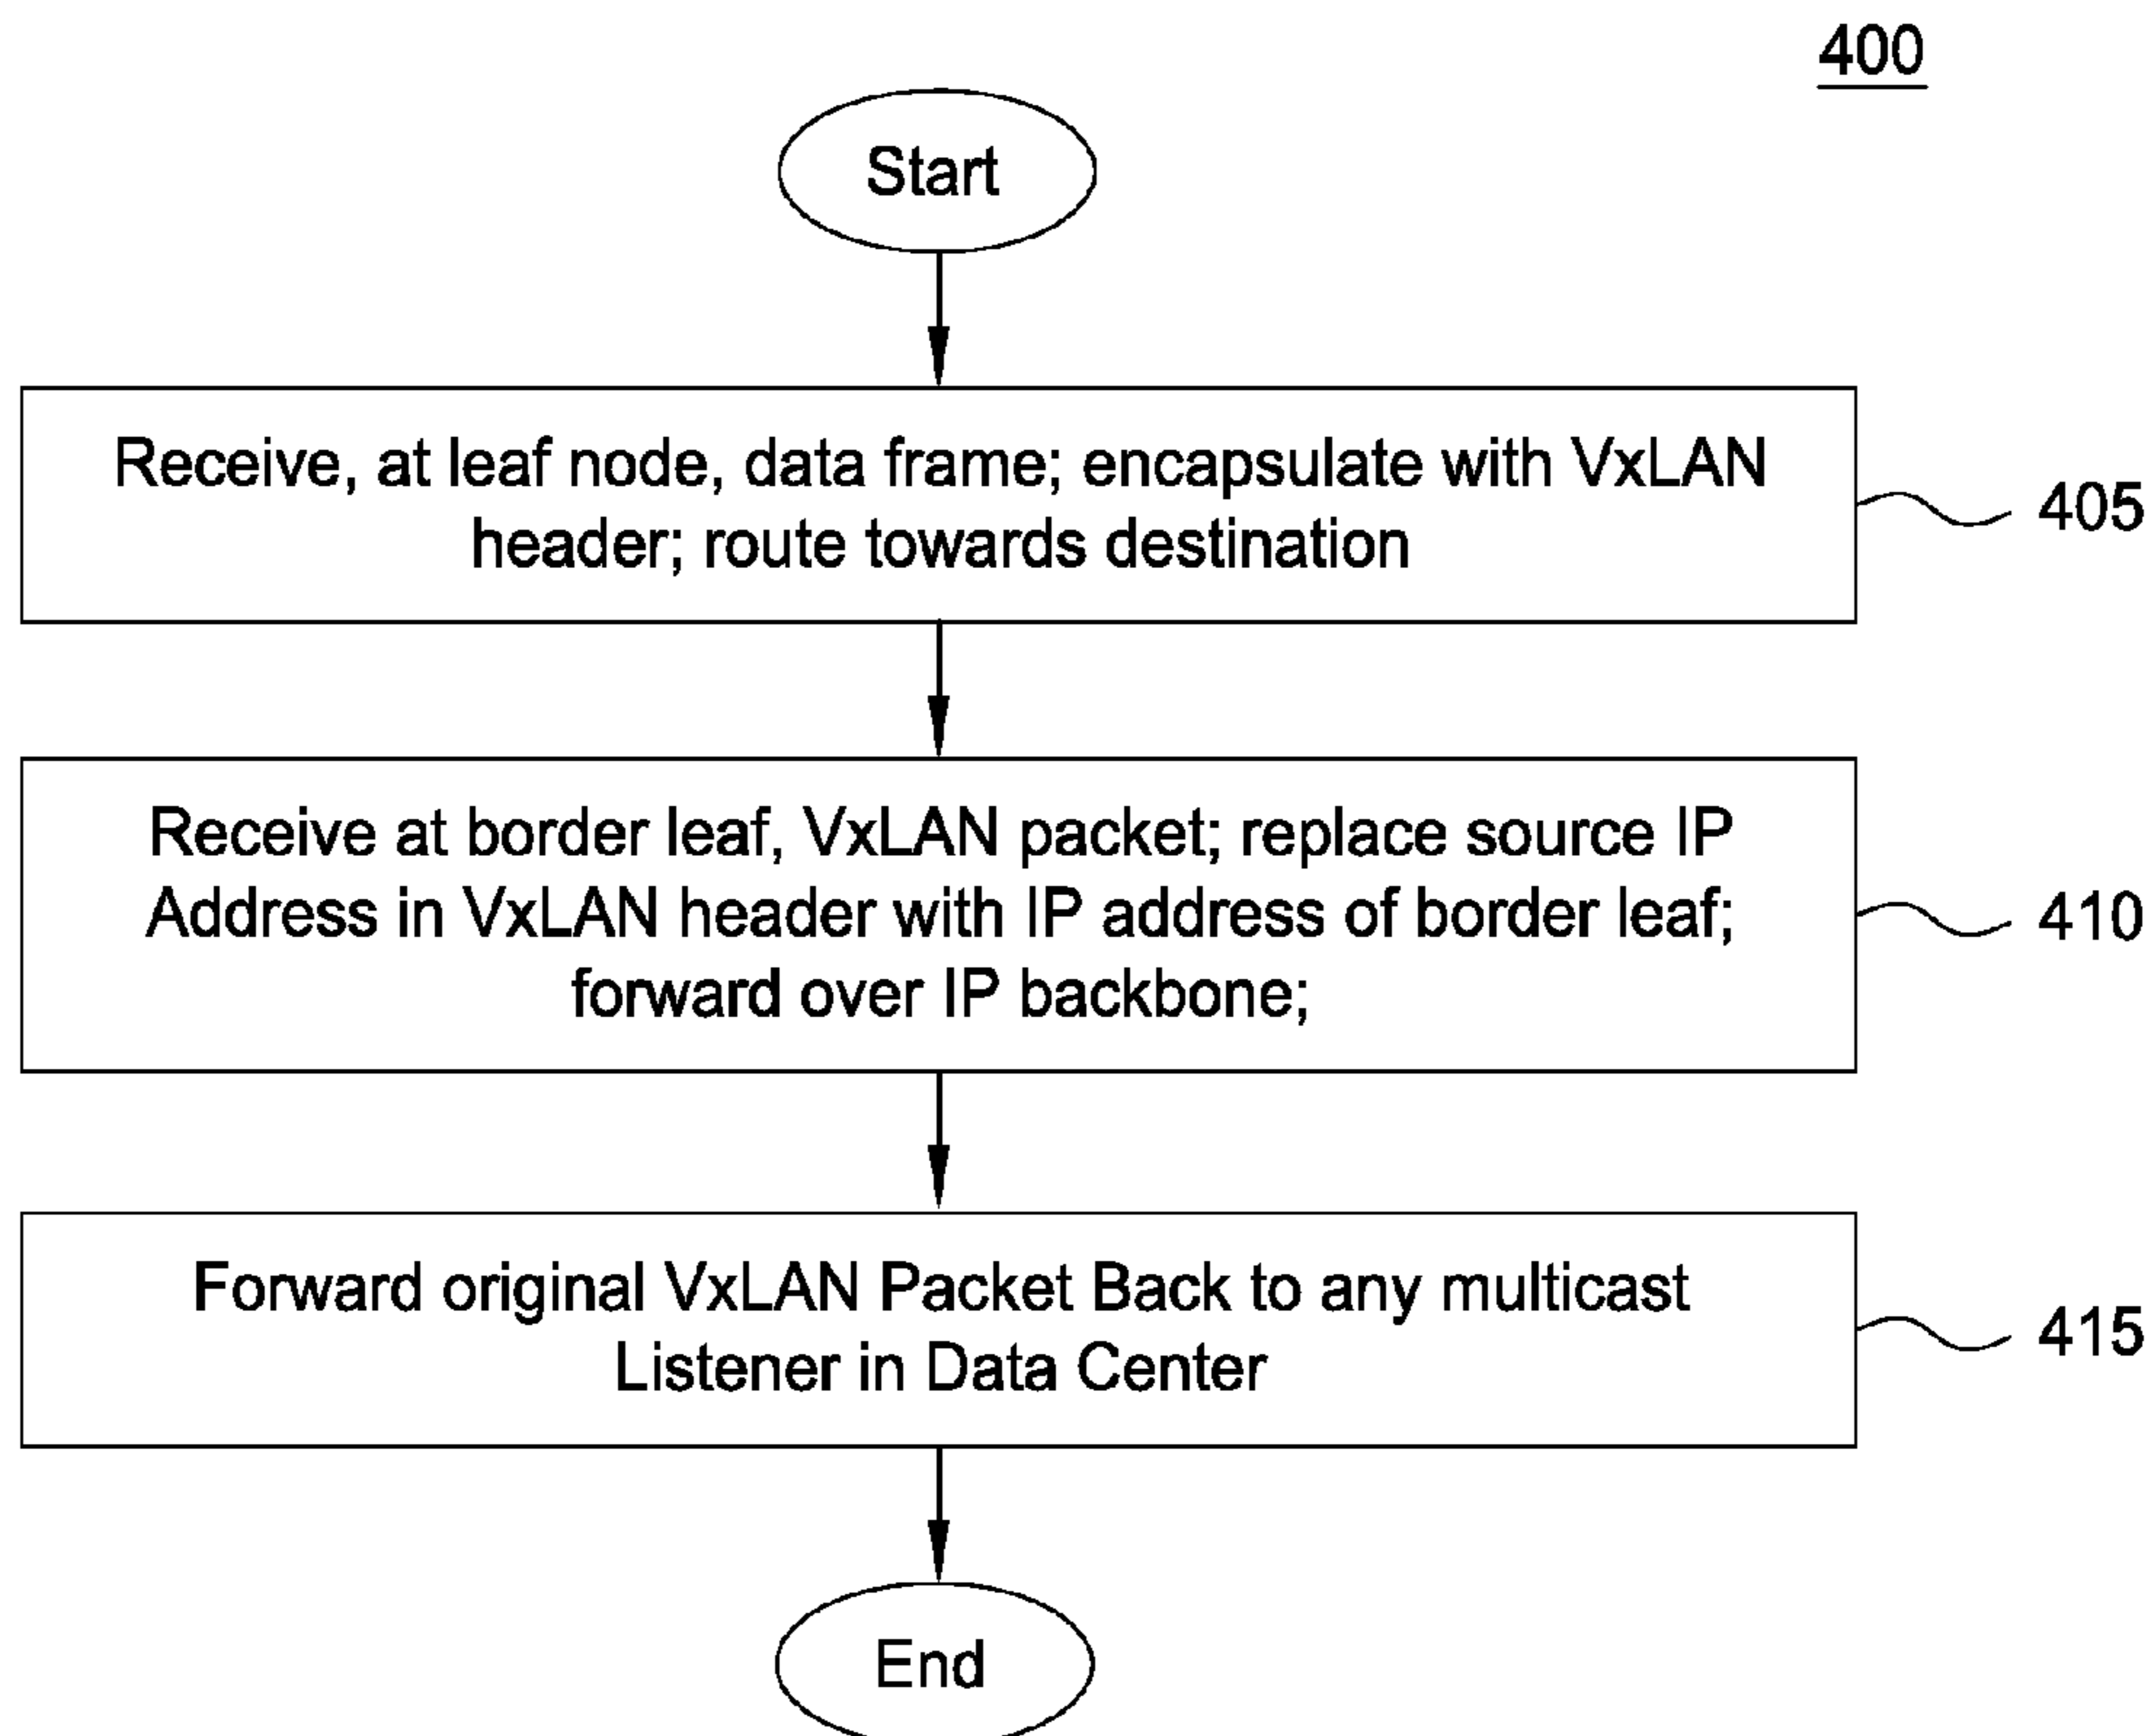 400
Start
Receive, at leaf node, data frame; encapsulate with VxLAN
header; route towards destination
405
Receive at border leaf, VxLAN packet; replace source IP
Address in VxLAN header with IP address of border leaf;
forward over IP backbone;
410
Forward original VxLAN Packet Back to any multicast
Listener in Data Center
415
End